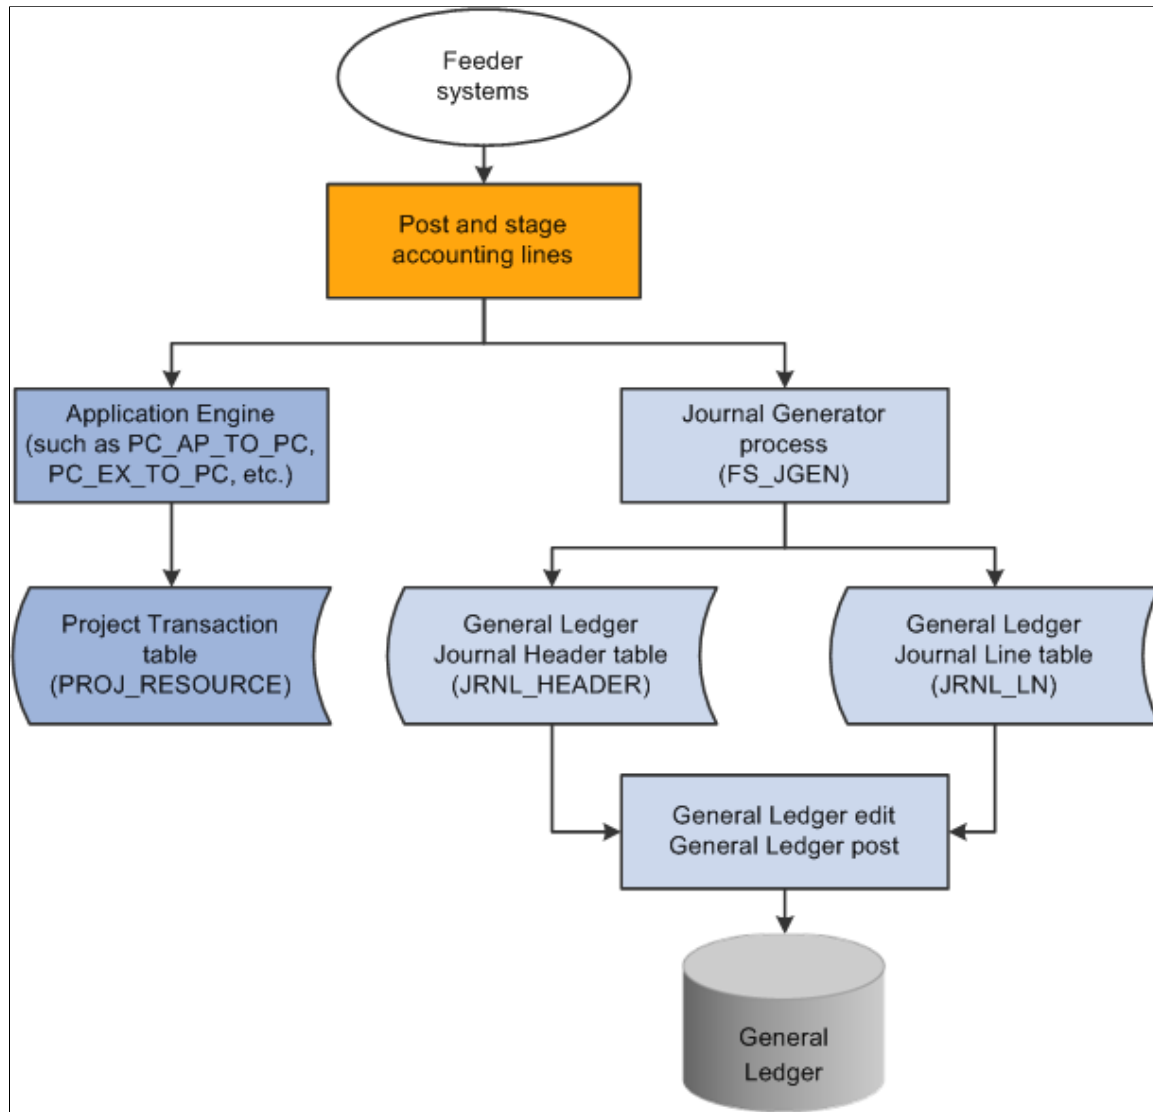 Feeder
systems
Post and stage
accounting lines
Application Engine
(such as PC_AP_TO_PC,
PC_EX_TO_PC, etc.)
Journal Generator
process
(FS_JGEN)
Project Transaction
table
(PROJ_RESOURCE)
General Ledger
Journal Header table
(JRNL_HEADER)
General Ledger
Journal Line table
(JRNL_LN)
General Ledger edit
General Ledger post
General
Ledger